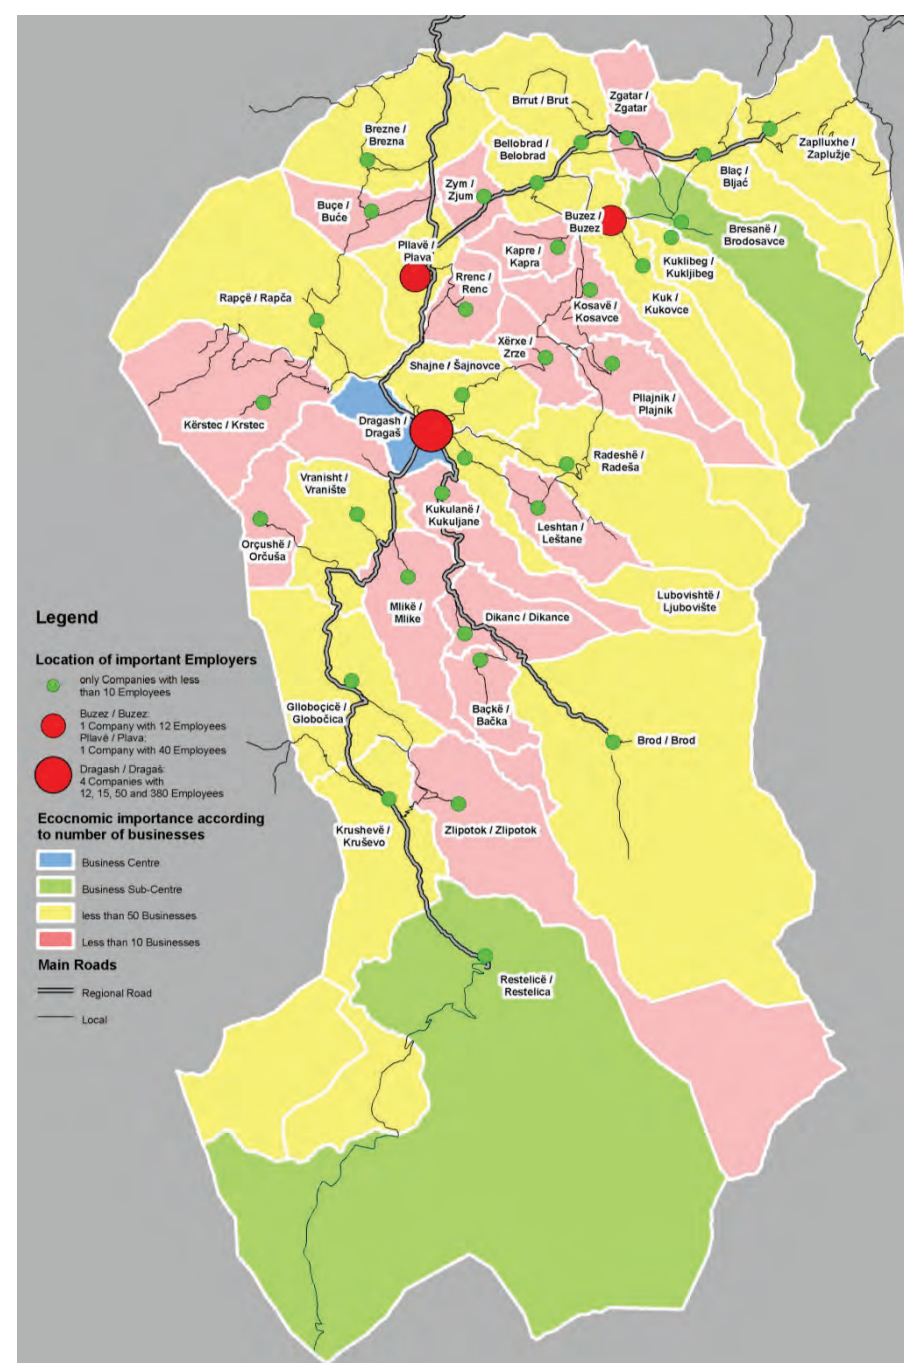 Brrut / Brut
Zgatar /
Zgatar
Brezne /
Brezna
Bellobrad /
Belobrad
Zaplluxhe /
Zaplužje
Blaç /
Bljać
Zym /
Zjum
Buçe /
Buće
Buzez /
Buzez
Bresanë /
Brodosavce
Pllavë /
Plava
Kapre /
Kapra
Kuklibeg /
Kukljibeg
Rrenc /
Renc
Rapçë / Rapča
Kosavë /
Kosavce
Kuk /
Kukovce
Xërxe /
Zrze
Shajne / Šajnovce
Pllajnik /
Plajnik
Kërstec / Krstec
Dragash /
Dragaš
Radeshë /
Radeša
Vranisht /
Vranište
Kukulanë /
Kukuljane
Leshtan /
Leštane
Orçushë /
Orčuša
Lubovishtë /
Ljubovište
Mlikë /
Mlike
Dikanc / Dikance
Baçkë /
Bačka
Glloboçicë /
Globočica
Brod / Brod
Krushevë /
Kruševo
Zlipotok / Zlipotok
Restelicë /
Restelica
Legend
Location of important Employers
only Companies with less
than 10 Employees
Buzez / Buzez:
1 Company with 12 Employees
Pllavë / Plava:
1 Company with 40 Employees
Dragash / Dragaš:
4 Companies with
12, 15, 50 and 380 Employees
Ecocnomic importance according
to number of businesses
Business Centre
Business Sub-Centre
less than 50 Businesses
Less than 10 Businesses
Main Roads
Regional Road
Local